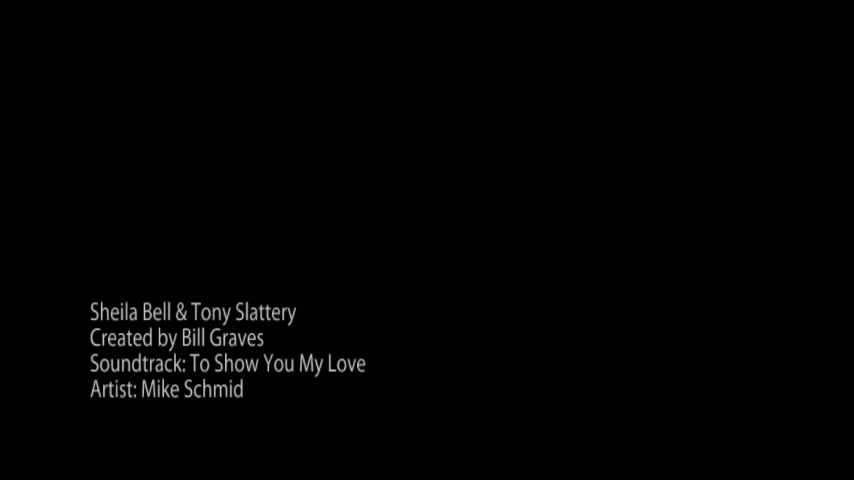 Sheila Bell & Tony Slattery
Created by Bill Graves
Soundtrack: To Show You My Love
Artist: Mike Schmid